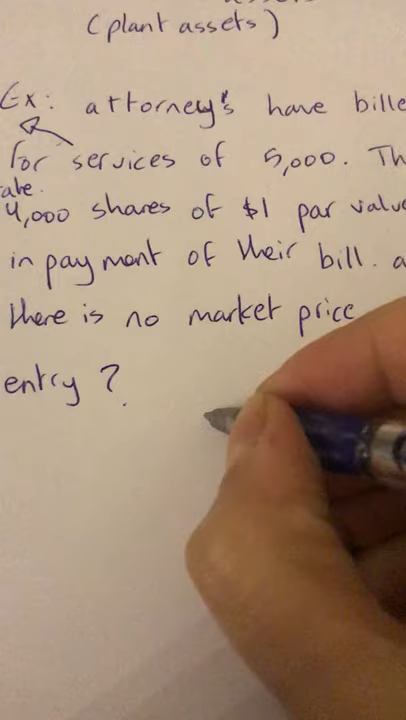 (plant assets)
Ex: attorney's have bille
for services of 5,000. Th
4,000 shares of $1 par value
in payment of their bill. a
there is no market price
entry?